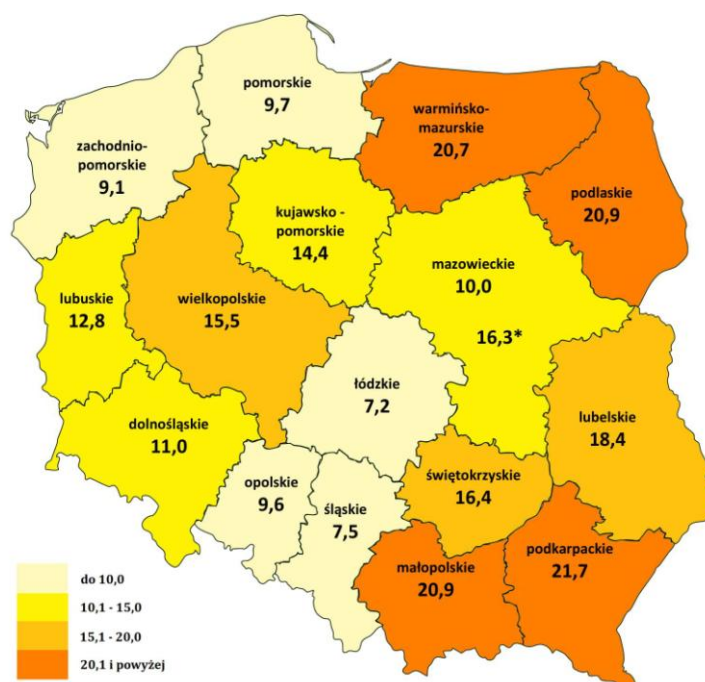 pomorskie
9,7
warmińsko-
mazurskie
20,7
zachodnio-
pomorskie
9,1
podlaskie
20,9
kujawsko -
pomorskie
14,4
mazowieckie
10,0
16,3*
lubuskie
12,8
wielkopolskie
15,5
łódzkie
7,2
lubelskie
18,4
dolnośląskie
11,0
świętokrzyskie
16,4
opolskie
9,6
śląskie
7,5
podkarpackie
21,7
małopolskie
20,9
do 10,0
10,1 - 15,0
15,1 - 20,0
20,1 i powyżej